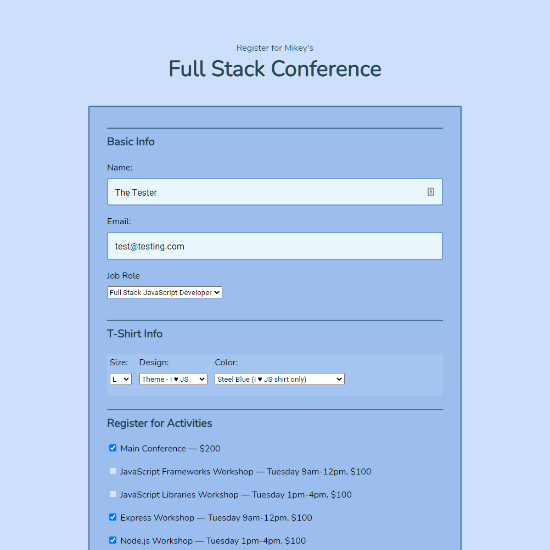 Register for Mikey's
Full Stack Conference
Basic Info
Name:
The Tester
Email:
test@testing.com
Job Role
Full Stack JavaScript Developer
T-Shirt Info
Size: Design: Color:
L Theme - I ♥ JS Steel Blue (I ♥ JS shirt only)
Register for Activities
Main Conference — $200
JavaScript Frameworks Workshop — Tuesday 9am-12pm, $100
JavaScript Libraries Workshop — Tuesday 1pm-4pm, $100
Express Workshop — Tuesday 9am-12pm, $100
Node.js Workshop — Tuesday 1pm-4pm, $100